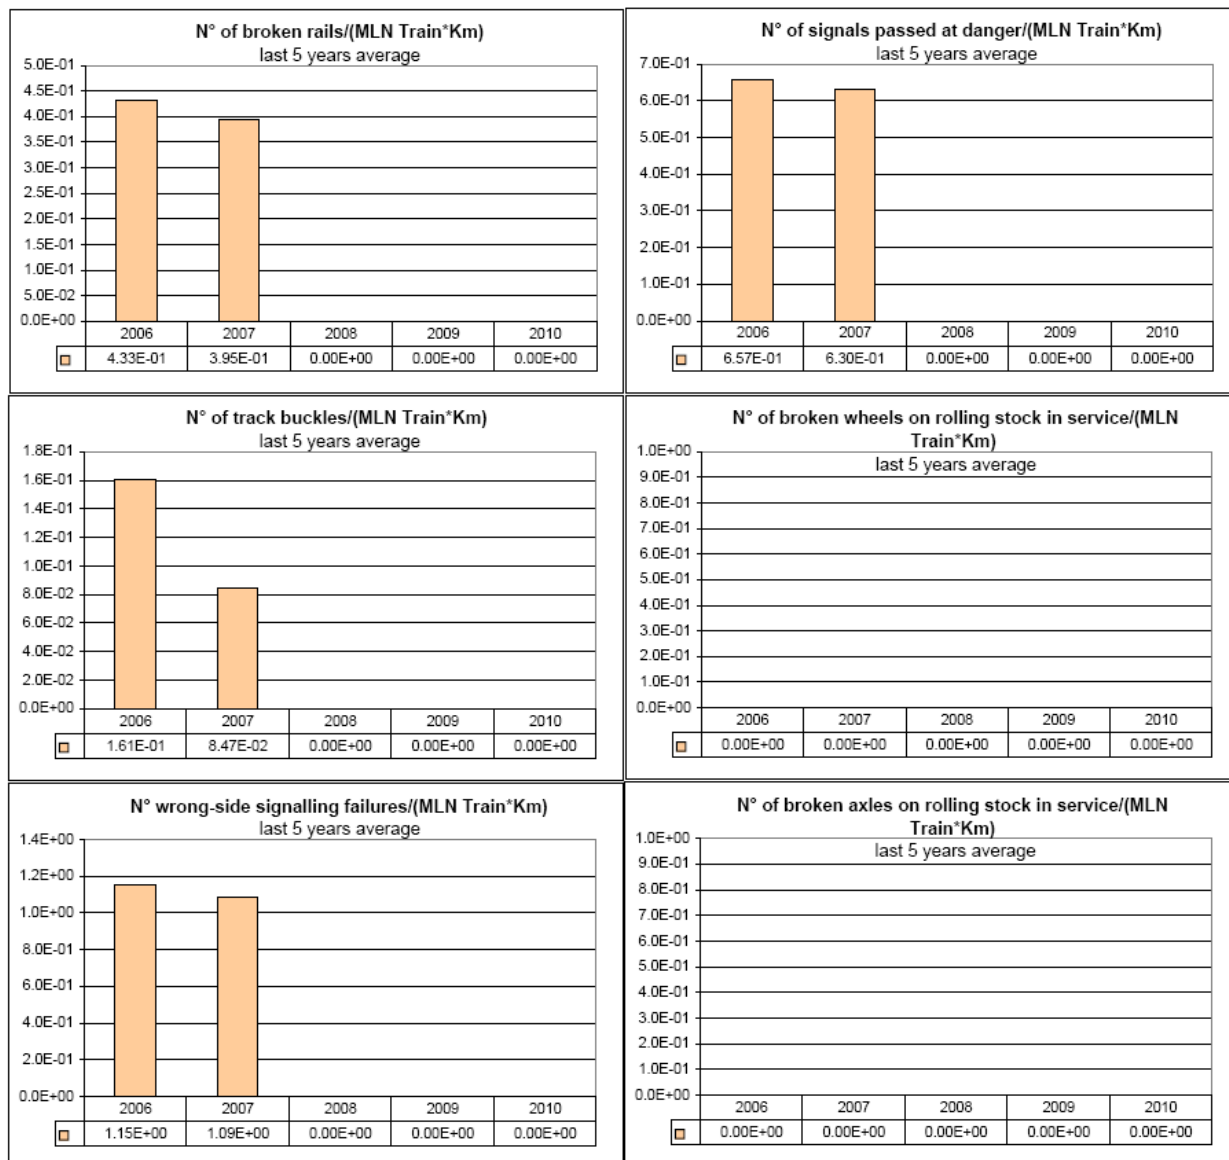 N° of broken rails/(MLN Train*Km)
last 5 years average
5.0E-01
4.5E-01
4.0E-01
3.5E-01
3.0E-01
2.5E-01
2.0E-01
1.5E-01
1.0E-01
5.0E-02
0.0E+00
2006 2007 2008 2009 2010
4.33E-01 3.95E-01 0.00E+00 0.00E+00 0.00E+00
N° of signals passed at danger/(MLN Train*Km)
last 5 years average
7.0E-01
6.0E-01
5.0E-01
4.0E-01
3.0E-01
2.0E-01
1.0E-01
0.0E+00
2006 2007 2008 2009 2010
6.57E-01 6.30E-01 0.00E+00 0.00E+00 0.00E+00
N° of track buckles/(MLN Train*Km)
last 5 years average
1.8E-01
1.6E-01
1.4E-01
1.2E-01
1.0E-01
8.0E-02
6.0E-02
4.0E-02
2.0E-02
0.0E+00
2006 2007 2008 2009 2010
1.61E-01 8.47E-02 0.00E+00 0.00E+00 0.00E+00
N° of broken wheels on rolling stock in service/(MLN
Train*Km)
last 5 years average
1.0E+00
9.0E-01
8.0E-01
7.0E-01
6.0E-01
5.0E-01
4.0E-01
3.0E-01
2.0E-01
1.0E-01
0.0E+00
2006 2007 2008 2009 2010
0.00E+00 0.00E+00 0.00E+00 0.00E+00 0.00E+00
N° wrong-side signalling failures/(MLN Train*Km)
last 5 years average
1.4E+00
1.2E+00
1.0E+00
8.0E-01
6.0E-01
4.0E-01
2.0E-01
0.0E+00
2006 2007 2008 2009 2010
1.15E+00 1.09E+00 0.00E+00 0.00E+00 0.00E+00
N° of broken axles on rolling stock in service/(MLN
Train*Km)
last 5 years average
1.0E+00
9.0E-01
8.0E-01
7.0E-01
6.0E-01
5.0E-01
4.0E-01
3.0E-01
2.0E-01
1.0E-01
0.0E+00
2006 2007 2008 2009 2010
0.00E+00 0.00E+00 0.00E+00 0.00E+00 0.00E+00